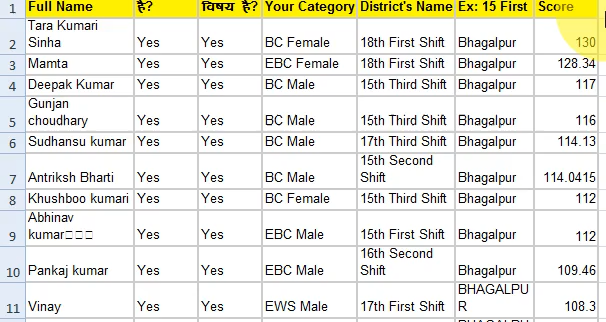 1 Full Name है? विषय है? Your Category District's Name Ex: 15 First Score
Tara Kumari
2 Sinha Yes Yes BC Female 18th First Shift Bhagalpur 130
3 Mamta Yes Yes EBC Female 18th First Shift Bhagalpur 128.34
4 Deepak Kumar Yes Yes BC Male 15th Third Shift Bhagalpur 117
Gunjan
5 choudhary Yes Yes BC Male 15th Third Shift Bhagalpur 116
6 Sudhansu kumar Yes Yes BC Male 17th Third Shift Bhagalpur 114.13
15th Second
7 Antriksh Bharti Yes Yes BC Male Shift Bhagalpur 114.0415
8 Khushboo kumari Yes Yes BC Female 15th Third Shift Bhagalpur 112
Abhinav
9 kumar□□□ Yes Yes EBC Male 15th First Shift Bhagalpur 112
16th Second
10 Pankaj kumar Yes Yes EBC Male Shift Bhagalpur 109.46
BHAGALPU
11 Vinay Yes Yes EWS Male 17th First Shift R 108.3